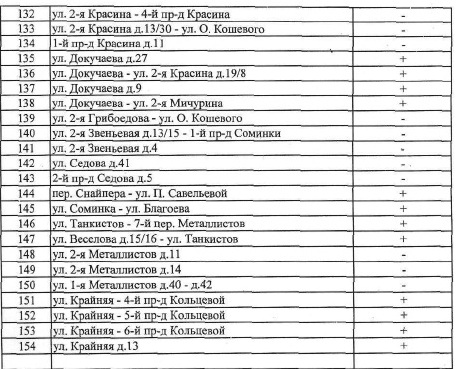 132 ул. 2-я Красина - 4-й пр-д Красина -
133 ул. 2-я Красина д.13/30 - ул. О. Кошевого -
134 1-й пр-д Красина д.11 -
135 ул. Докучаева д.27 +
136 ул. Докучаева - ул. 2-я Красина д.19/8 +
137 ул. Докучаева д.9 +
138 ул. Докучаева - ул. 2-я Мичурина +
139 ул. 2-я Грибоедова - ул. О. Кошевого -
140 ул. 2-я Звеньевая д.13/15 - 1-й пр-д Соминки -
141 ул. 2-я Звеньевая д.4 -
142 ул. Седова д.41 -
143 2-й пр-д Седова д.5 -
144 пер. Снайпера - ул. П. Савельевой +
145 ул. Соминка - ул. Благоева +
146 ул. Танкистов - 7-й пер. Металлистов +
147 ул. Веселова д.15/16 - ул. Танкистов +
148 ул. 2-я Металлистов д.11 -
149 ул. 2-я Металлистов д.14 -
150 ул. 1-я Металлистов д.40 - д.42 -
151 ул. Крайняя - 4-й пр-д Кольцевой +
152 ул. Крайняя - 5-й пр-д Кольцевой +
153 ул. Крайняя - 6-й пр-д Кольцевой +
154 ул. Крайняя д.13 +